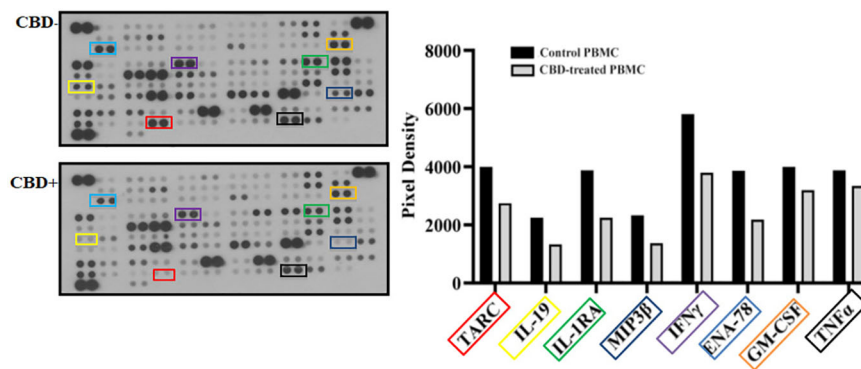 CBD-
CBD+
Control PBMC
CBD-treated PBMC
Pixel Density
8000
6000
4000
2000
0
TARC
IL-19
IL-1RA
MIP3β
IFNγ
ENA-78
GM-CSF
TNFα